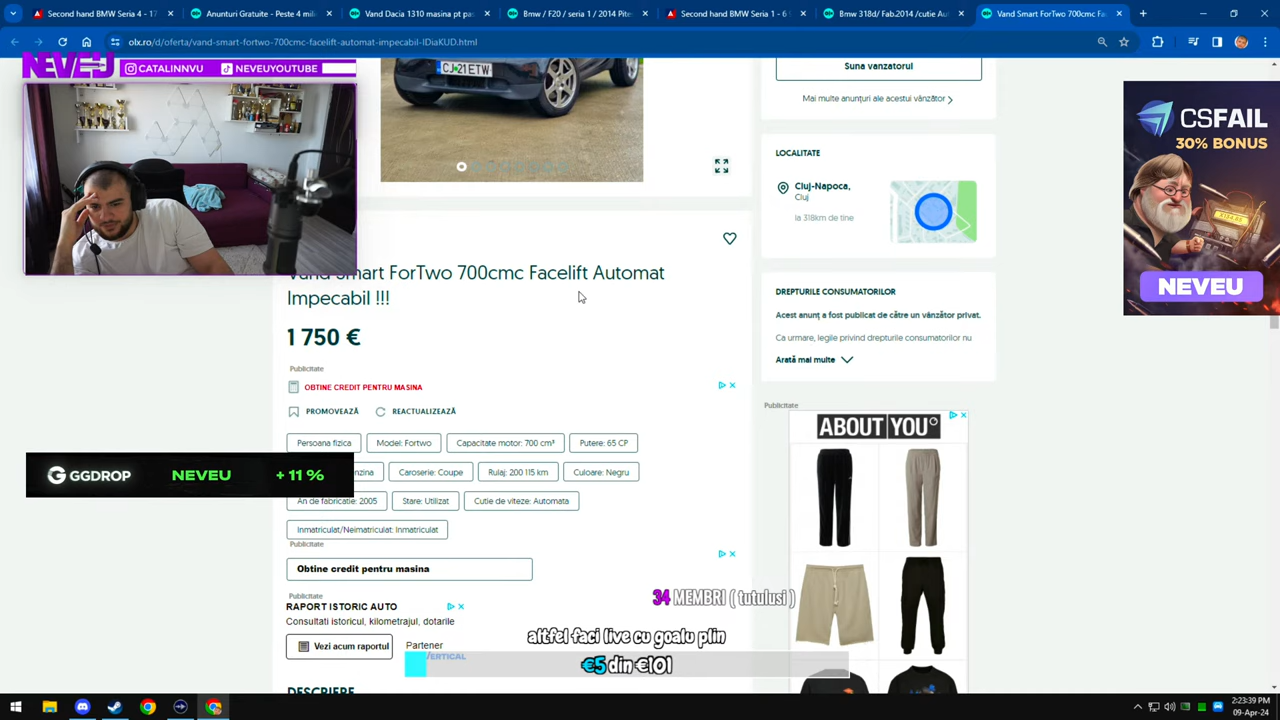 Second hand BMW Seria 4 - 17
Anunturi Gratuite - Peste 4 mil
Vand Dacia 1310 masina pt pas
Bmw / F20 / seria 1 / 2014 Pites
Second hand BMW Seria 1 - 6
Bmw 318d/ Fab.2014 /cutie Aut
Vand Smart ForTwo 700cmc Fa
olx.ro/d/oferta/vand-smart-fortwo-700cmc-facelift-automat-impecabil-IDiaKUD.html
NEVEU
CATALINNVU
NEVEUYOUTUBE
CJ 21 ETW
Suna vanzatorul
Mai multe anunțuri ale acestui vânzător
LOCALITATE
Cluj-Napoca,
Cluj
la 318km de tine
CSFAIL
30% BONUS
NEVEU
Vand Smart ForTwo 700cmc Facelift Automat
Impecabil !!!
1 750 €
DREPTURILE CONSUMATORILOR
Acest anunț a fost publicat de către un vânzător privat.
Ca urmare, legile privind drepturile consumatorilor nu
Arată mai multe
Publicitate
OBTINE CREDIT PENTRU MASINA
PROMOVEAZĂ
REACTUALIZEAZĂ
Publicitate
ABOUT YOU
Persoana fizica
Model: Fortwo
Capacitate motor: 700 cm³
Putere: 65 CP
GGDROP NEVEU + 11 %
Caroserie: Coupe
Rulaj: 200 115 km
Culoare: Negru
An de fabricatie: 2005
Stare: Utilizat
Cutie de viteze: Automata
Inmatriculat/Neimatriculat: Inmatriculat
Publicitate
Obtine credit pentru masina
Publicitate
RAPORT ISTORIC AUTO
Consultati istoricul, kilometrajul, dotarile
Vezi acum raportul
Partener
34 MEMBRI ( tutulusi )
altfel faci live cu goalu plin
€5 din €101
DESCRIERE
2:23:39 PM
09-Apr-24